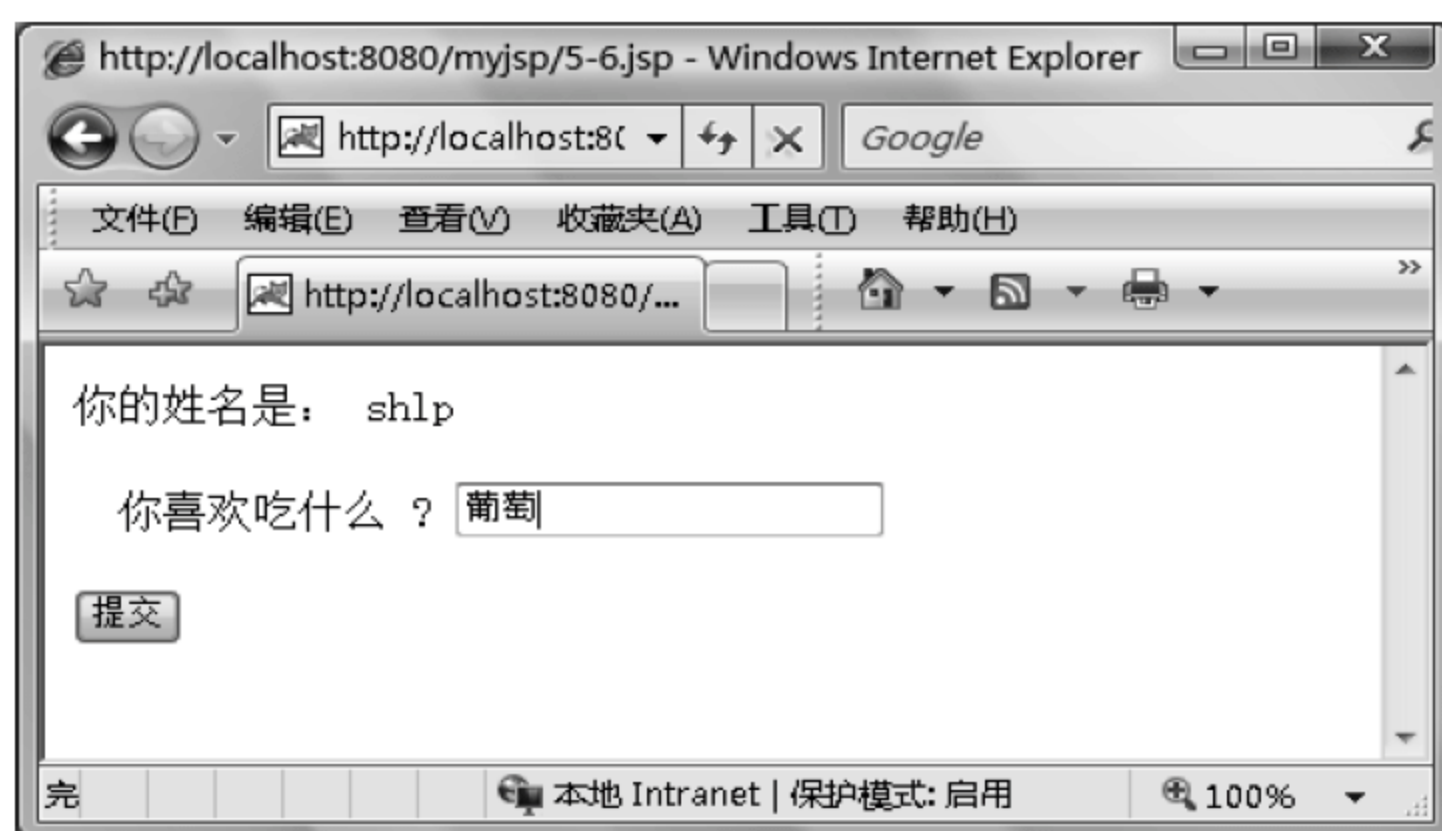 http://localhost:8080/myjsp/5-6.jsp - Windows Internet Explorer
http://localhost:8( Google
文件(F) 编辑(E) 查看(V) 收藏夹(A) 工具(T) 帮助(H)
http://localhost:8080/... »
你的姓名是： shlp
你喜欢吃什么 ? 葡萄
提交
完 本地 Intranet | 保护模式: 启用 100%